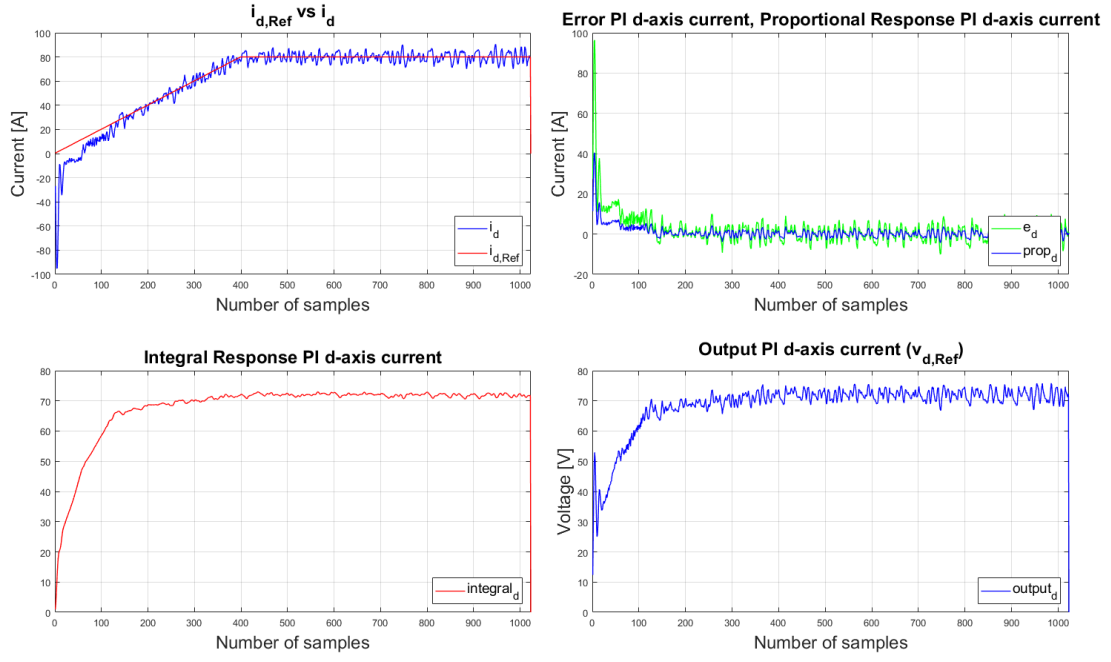 i_d,Ref vs i_d
Current [A]
100
80
60
40
20
0
-20
-40
-60
-80
-100
i_d
i_d,Ref
0 100 200 300 400 500 600 700 800 900 1000
Number of samples
Error PI d-axis current, Proportional Response PI d-axis current
Current [A]
100
80
60
40
20
0
-20
e_d
prop_d
0 100 200 300 400 500 600 700 800 900 1000
Number of samples
Integral Response PI d-axis current
80
70
60
50
40
30
20
10
0
integral_d
0 100 200 300 400 500 600 700 800 900 1000
Number of samples
Output PI d-axis current (v_d,Ref)
Voltage [V]
80
70
60
50
40
30
20
10
0
output_d
0 100 200 300 400 500 600 700 800 900 1000
Number of samples